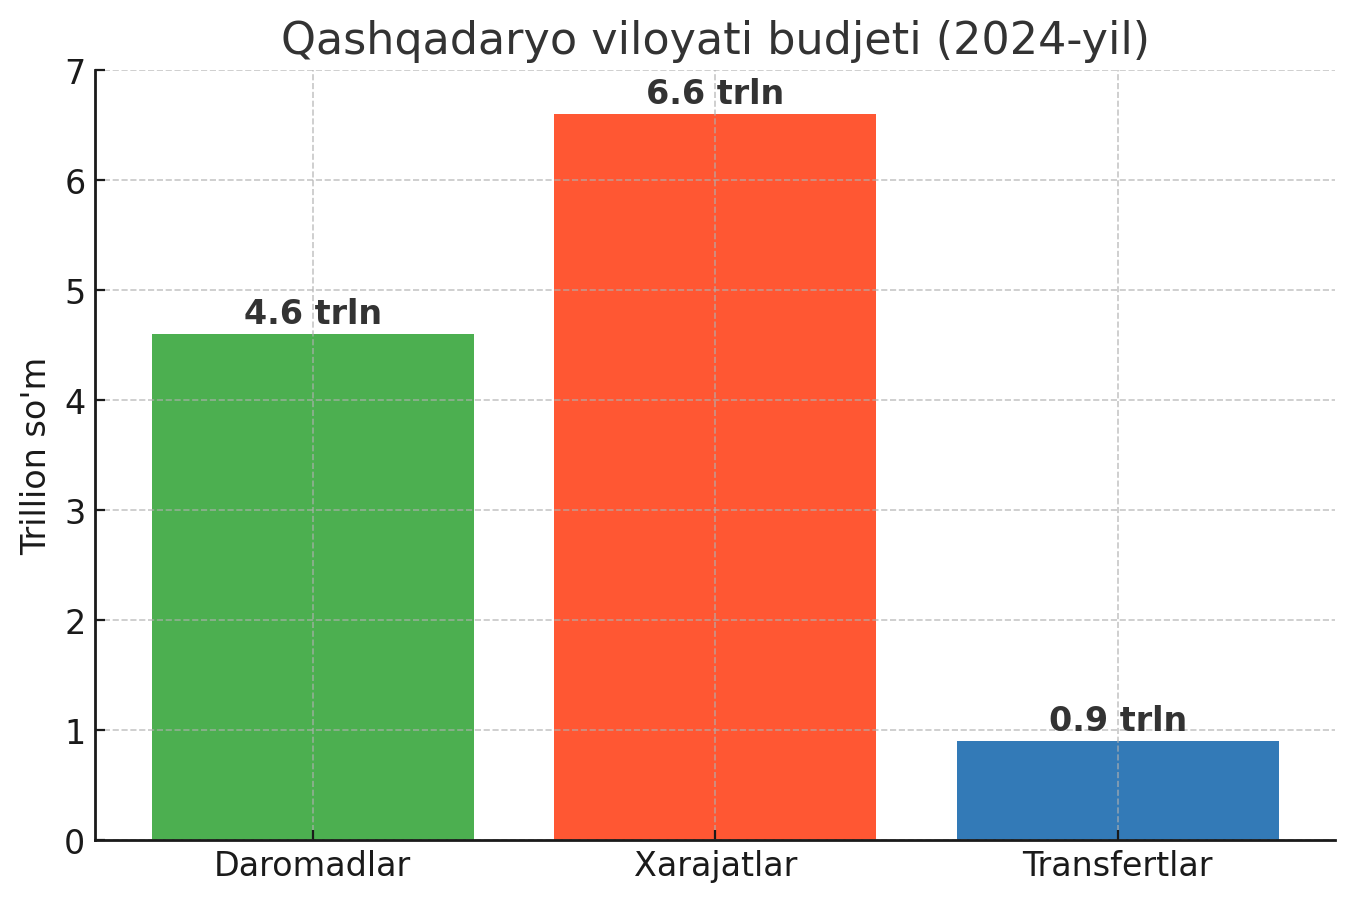 Qashqadaryo viloyati budjeti (2024-yil)
Trillion so'm
7
6
5
4
3
2
1
0
4.6 trln
6.6 trln
0.9 trln
Daromadlar
Xarajatlar
Transfertlar